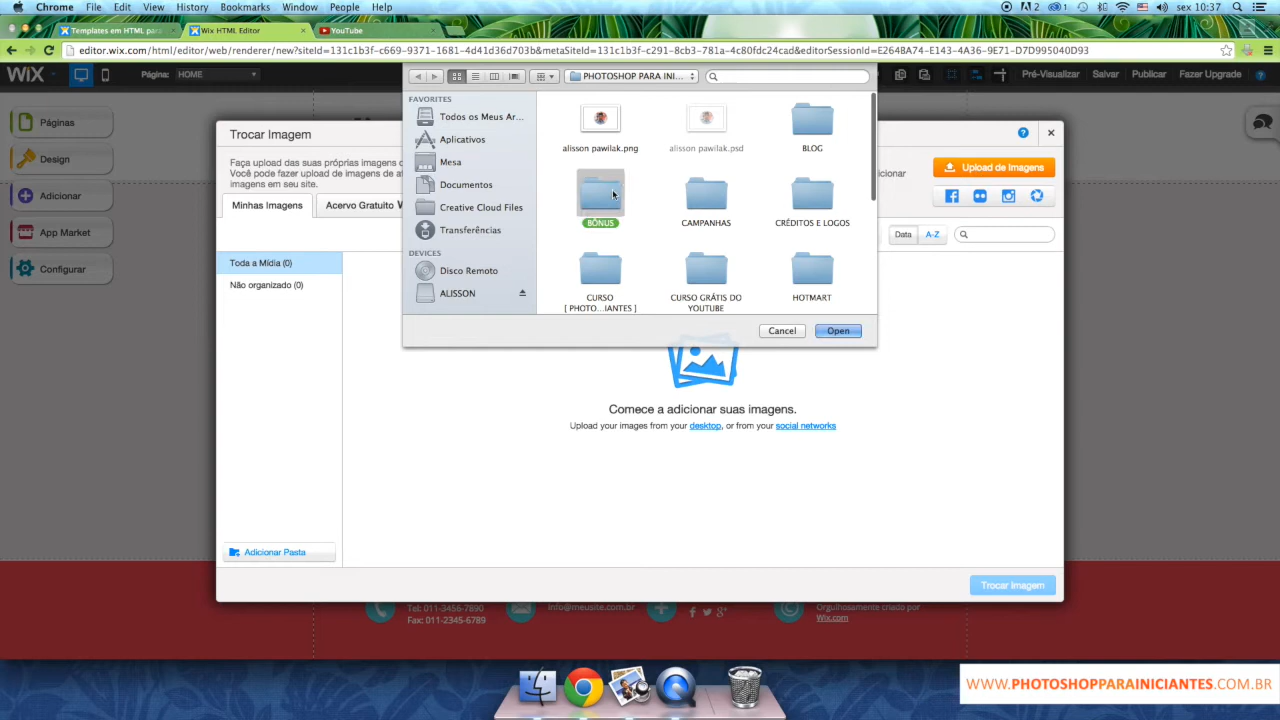 Chrome File Edit View History Bookmarks Window People Help
2 1 sex 10:37
Templates em HTML para
Wix HTML Editor
YouTube
editor.wix.com/html/editor/web/renderer/new?siteId=131c1b3f-c669-9371-1681-4d41d36d703b&metaSiteId=131c1b3f-c291-8cb3-781a-4c80fdc24cad&editorSessionId=E2648A74-E143-4A36-9E71-D7D995040D93
WiX Página: HOME
PHOTOSHOP PARA INI...
Pré-Visualizar Salvar Publicar Fazer Upgrade ?
Páginas
Design
Adicionar
App Market
Configurar
Trocar Imagem
?
Faça upload das suas próprias imagens
Você pode fazer upload de imagens de
imagens em seu site.
cionar
Upload de Imagens
Minhas Imagens
Acervo Gratuito W
Data A-Z
Toda a Mídia (0)
Não organizado (0)
FAVORITES
Todos os Meus Ar...
Aplicativos
Mesa
Documentos
Creative Cloud Files
Transferências
DEVICES
Disco Remoto
ALISSON
alisson pawilak.png
alisson pawilak.psd
BLOG
BÔNUS
CAMPANHAS
CRÉDITOS E LOGOS
CURSO
[ PHOTO...IANTES ]
CURSO GRÁTIS DO
YOUTUBE
HOTMART
Cancel
Open
Comece a adicionar suas imagens.
Upload your images from your desktop, or from your social networks
Adicionar Pasta
Trocar Imagem
Tel: 011-3456-7890
Fax: 011-2345-6789
info@meusite.com.br
Orgulhosamente criado por
Wix.com
WWW.PHOTOSHOPPARAINICIANTES.COM.BR